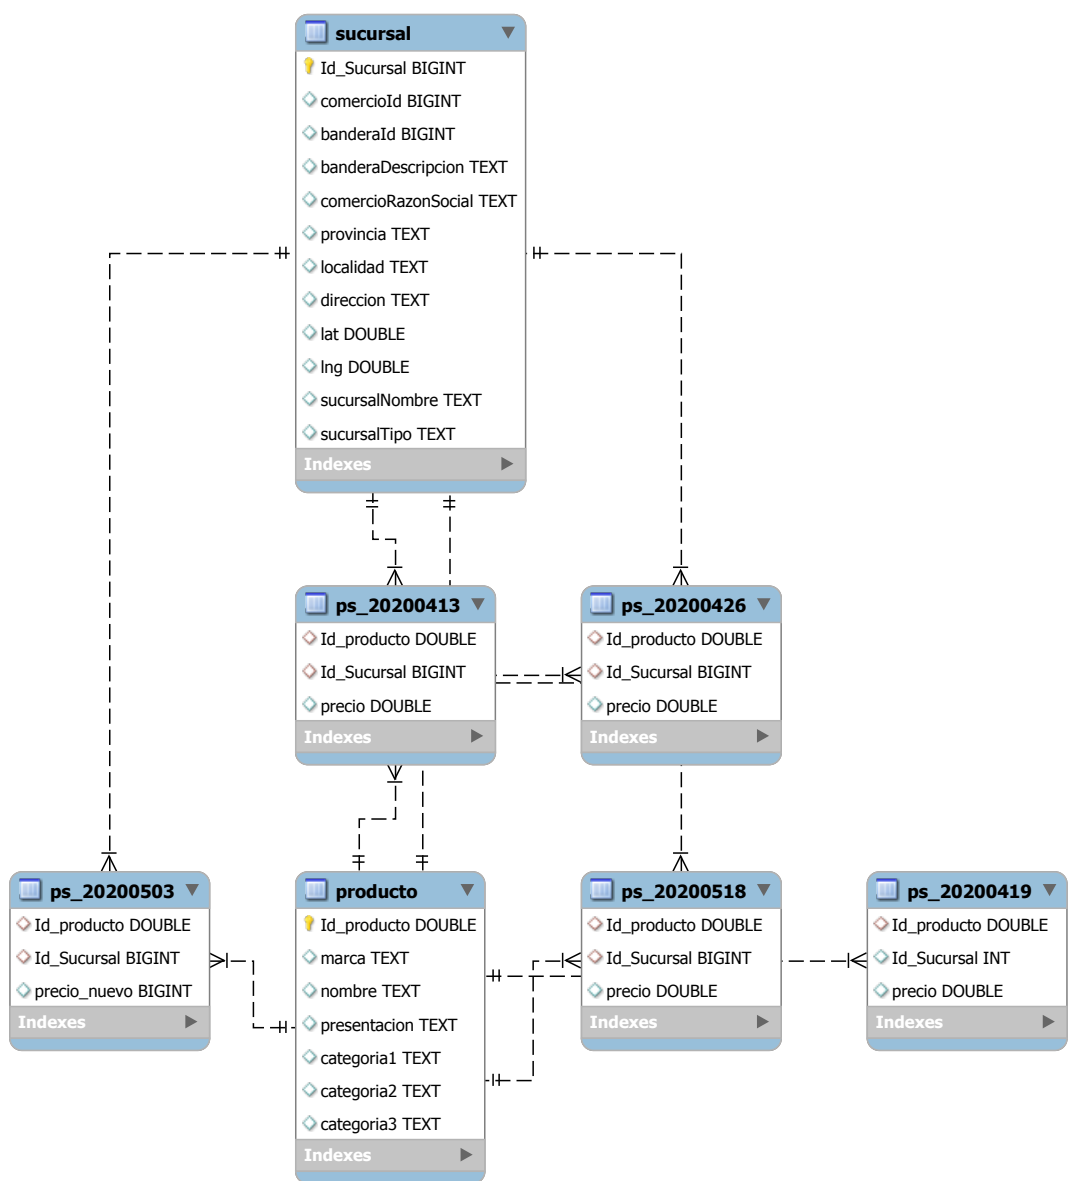 sucursal
Id_Sucursal BIGINT
comercioId BIGINT
banderaId BIGINT
banderaDescripcion TEXT
comercioRazonSocial TEXT
provincia TEXT
localidad TEXT
direccion TEXT
lat DOUBLE
lng DOUBLE
sucursalNombre TEXT
sucursalTipo TEXT
Indexes
ps_20200413
Id_producto DOUBLE
Id_Sucursal BIGINT
precio DOUBLE
Indexes
ps_20200426
Id_producto DOUBLE
Id_Sucursal BIGINT
precio DOUBLE
Indexes
ps_20200503
Id_producto DOUBLE
Id_Sucursal BIGINT
precio_nuevo BIGINT
Indexes
producto
Id_producto DOUBLE
marca TEXT
nombre TEXT
presentacion TEXT
categoria1 TEXT
categoria2 TEXT
categoria3 TEXT
Indexes
ps_20200518
Id_producto DOUBLE
Id_Sucursal BIGINT
precio DOUBLE
Indexes
ps_20200419
Id_producto DOUBLE
Id_Sucursal INT
precio DOUBLE
Indexes